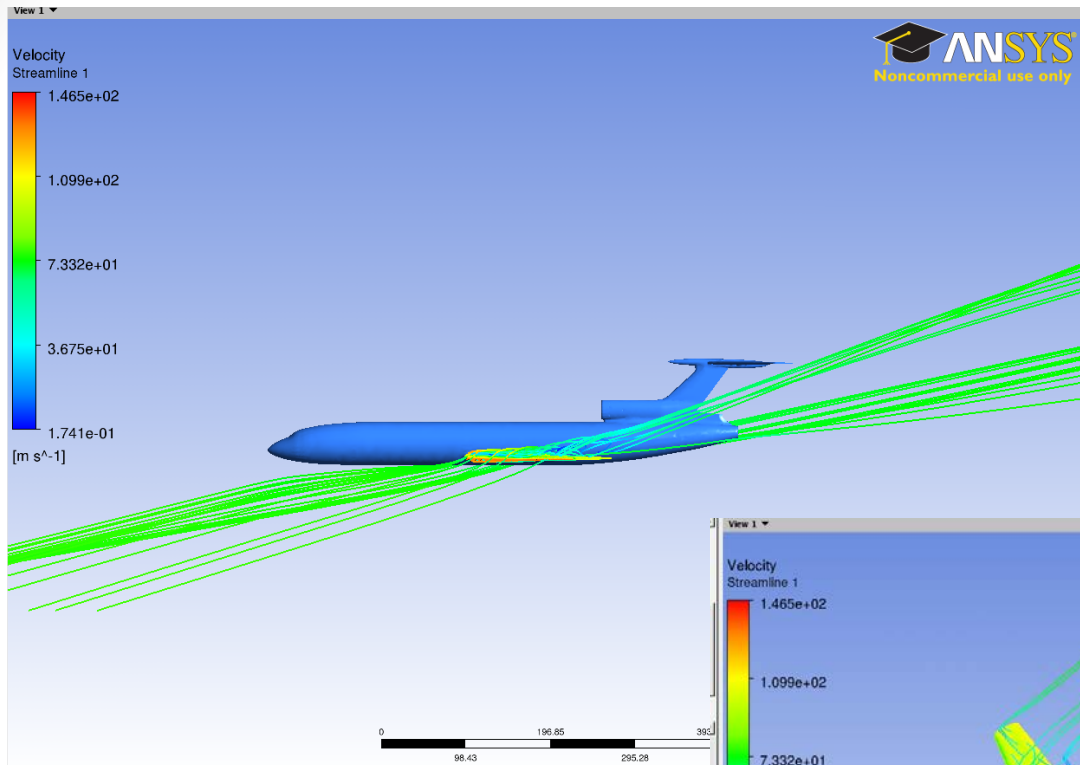 View 1
Velocity
Streamline 1
1.465e+02
1.099e+02
7.332e+01
3.675e+01
1.741e-01
[m s^-1]
ANSYS
Noncommercial use only
0 196.85
98.43 295.28
View 1
Velocity
Streamline 1
1.465e+02
1.099e+02
7.332e+01